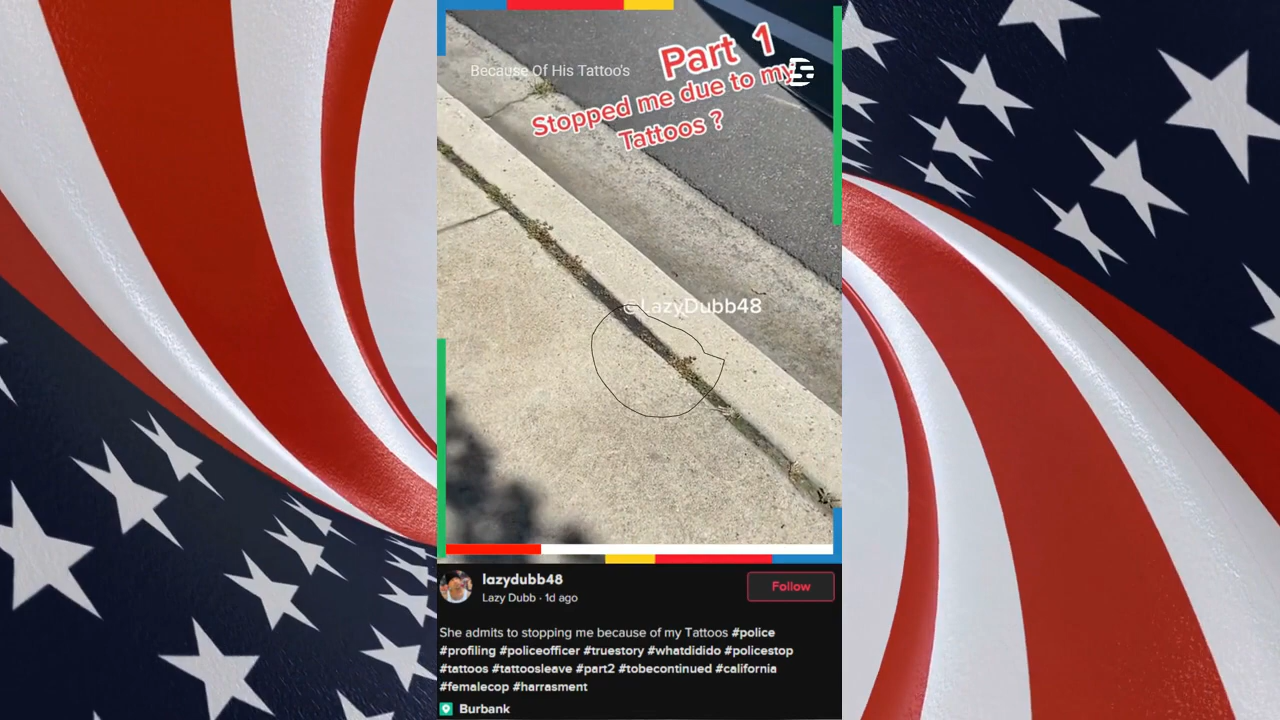 Part 1
Because Of His Tattoo's
Stopped me due to my
Tattoos ?
@LazyDubb48
lazydubb48
Lazy Dubb · 1d ago
Follow
She admits to stopping me because of my Tattoos #police
#profiling #policeofficer #truestory #whatdidido #policestop
#tattoos #tattoosleave #part2 #tobecontinued #california
#femalecop #harrasment
Burbank